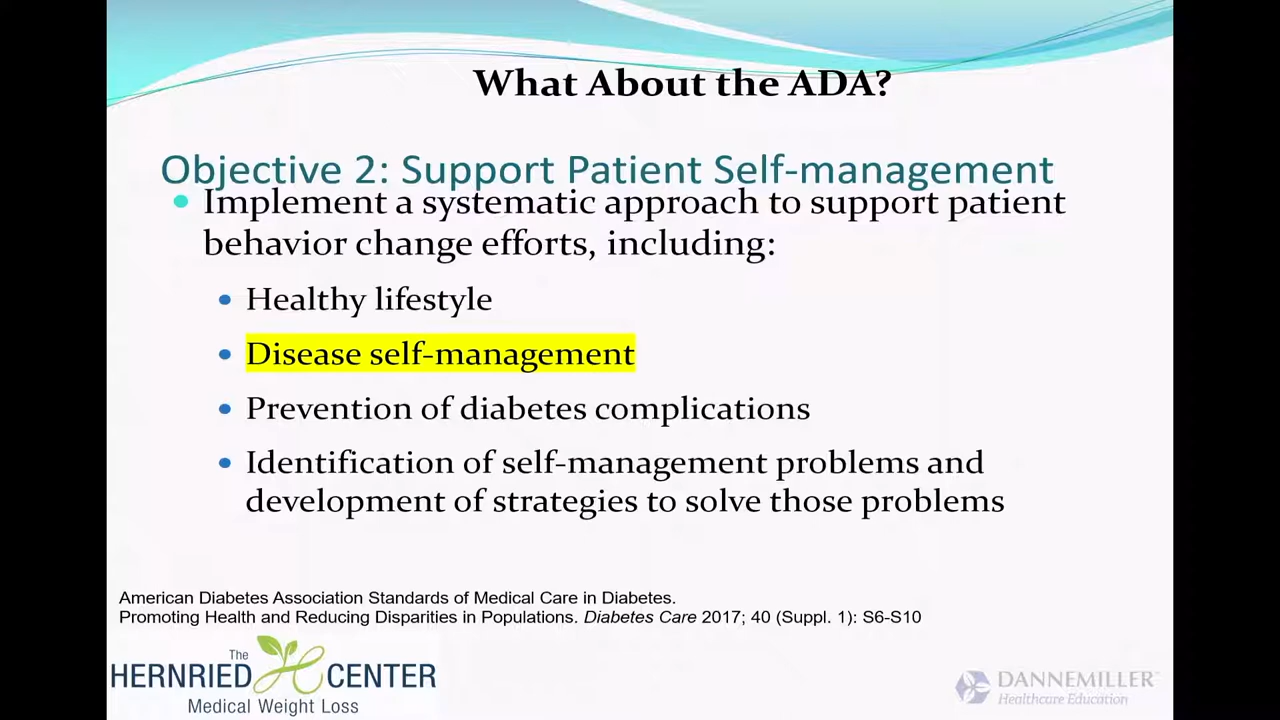 What About the ADA?
Objective 2: Support Patient Self-management
• Implement a systematic approach to support patient
behavior change efforts, including:
• Healthy lifestyle
• Disease self-management
• Prevention of diabetes complications
• Identification of self-management problems and
development of strategies to solve those problems
American Diabetes Association Standards of Medical Care in Diabetes.
Promoting Health and Reducing Disparities in Populations. Diabetes Care 2017; 40 (Suppl. 1): S6-S10
The
HERNRIED CENTER
Medical Weight Loss
DANNEMILLER
Healthcare Education